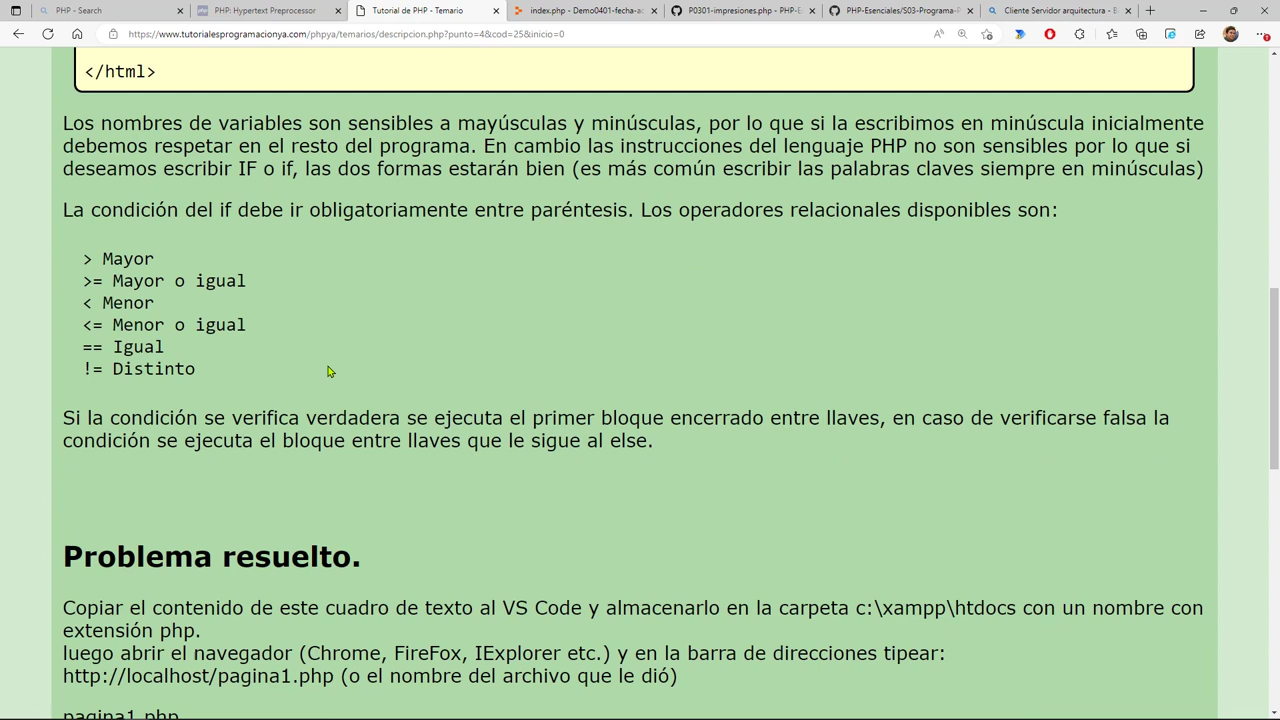 PHP - Search
PHP: Hypertext Preprocessor
Tutorial de PHP - Temario
index.php - Demo0401-fecha-ac
P0301-impresiones.php - PHP-E
PHP-Esenciales/S03-Programa-P
Cliente Servidor arquitectura - B
https://www.tutorialesprogramacionya.com/phpya/temarios/descripcion.php?punto=4&cod=25&inicio=0
</html>
Los nombres de variables son sensibles a mayúsculas y minúsculas, por lo que si la escribimos en minúscula inicialmente
debemos respetar en el resto del programa. En cambio las instrucciones del lenguaje PHP no son sensibles por lo que si
deseamos escribir IF o if, las dos formas estarán bien (es más común escribir las palabras claves siempre en minúsculas)
La condición del if debe ir obligatoriamente entre paréntesis. Los operadores relacionales disponibles son:
> Mayor
>= Mayor o igual
< Menor
<= Menor o igual
== Igual
!= Distinto
Si la condición se verifica verdadera se ejecuta el primer bloque encerrado entre llaves, en caso de verificarse falsa la
condición se ejecuta el bloque entre llaves que le sigue al else.
Problema resuelto.
Copiar el contenido de este cuadro de texto al VS Code y almacenarlo en la carpeta c:\xampp\htdocs con un nombre con
extensión php.
luego abrir el navegador (Chrome, FireFox, IExplorer etc.) y en la barra de direcciones tipear:
http://localhost/pagina1.php (o el nombre del archivo que le dió)
pagina1.php